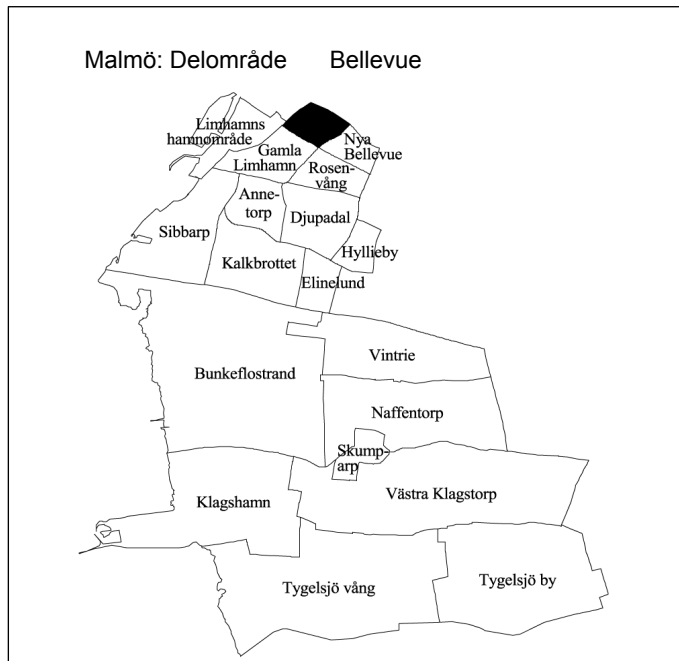 Malmö: Delområde Bellevue
Limhamns
hamnområde
Nya
Bellevue
Gamla
Limhamn
Rosen-
vång
Anne-
torp
Djupadal
Sibbarp
Hyllieby
Kalkbrottet
Elinelund
Vintrie
Bunkeflostrand
Naffentorp
Skump-
arp
Västra Klagstorp
Klagshamn
Tygelsjö vång
Tygelsjö by